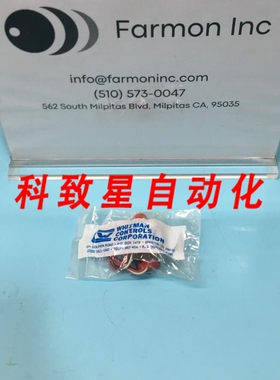 Farmon Inc
info@farmoninc.com
(510) 573-0047
562 South Milpitas Blvd, Milpitas CA, 95035
科致星自动化
WHITMAN
CONTROLS
CORPORATION